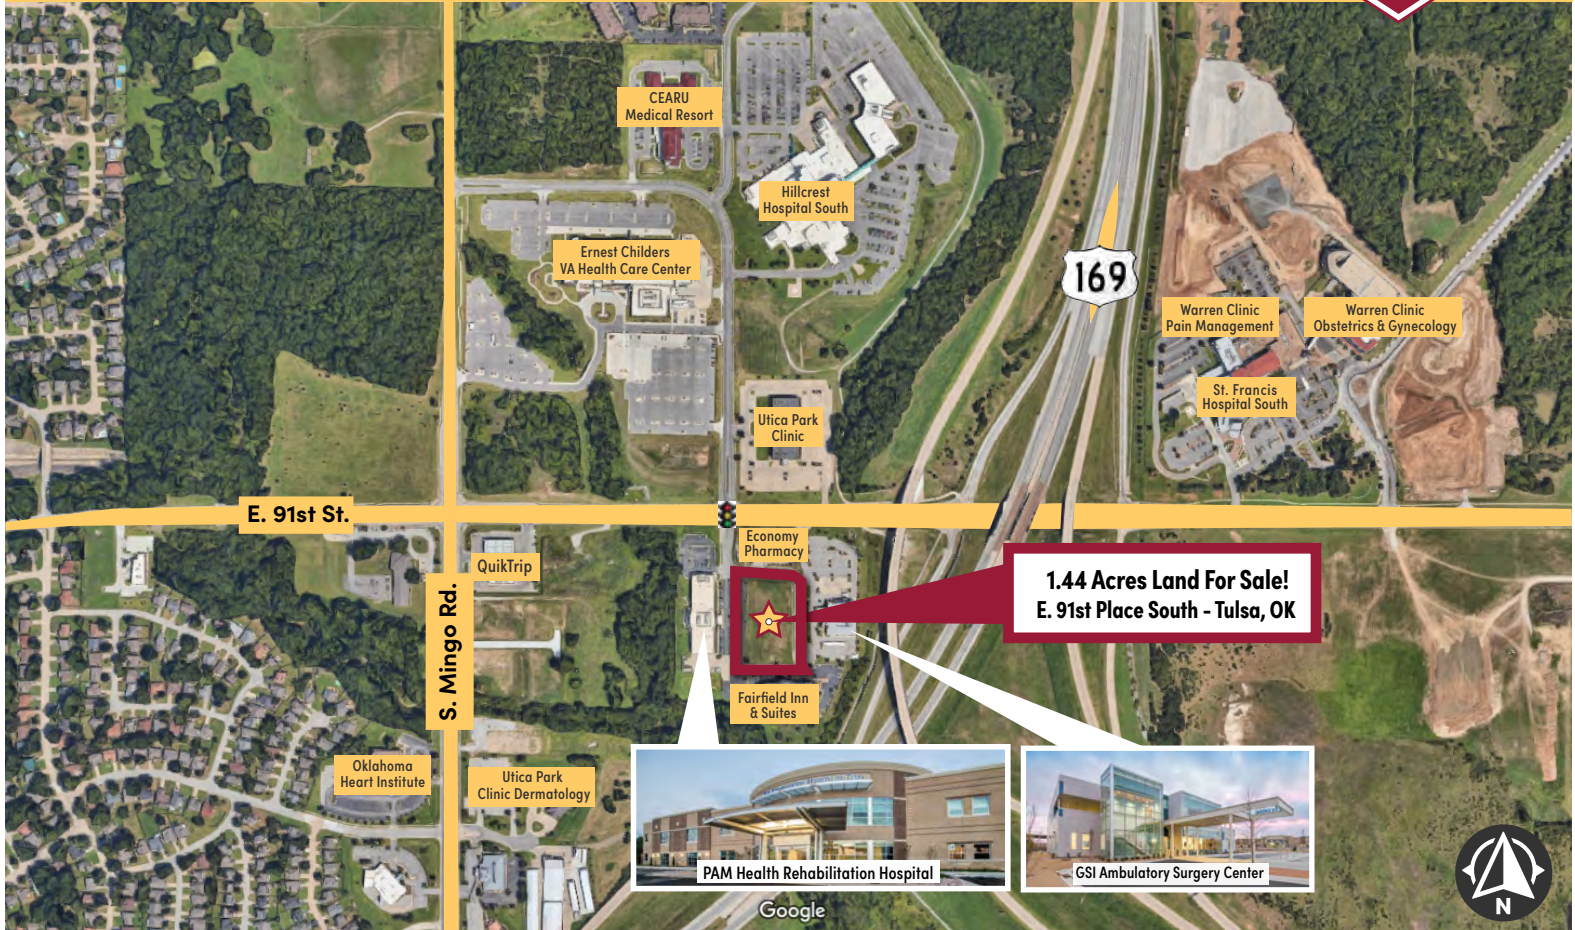 CEARU
Medical Resort
Hillcrest
Hospital South
Ernest Childers
VA Health Care Center
169
Warren Clinic
Pain Management
Warren Clinic
Obstetrics & Gynecology
St. Francis
Hospital South
Utica Park
Clinic
E. 91st St.
Economy
Pharmacy
QuikTrip
S. Mingo Rd.
1.44 Acres Land For Sale!
E. 91st Place South - Tulsa, OK
Fairfield Inn
& Suites
Oklahoma
Heart Institute
Utica Park
Clinic Dermatology
PAM Health Rehabilitation Hospital
GSI Ambulatory Surgery Center
Google
N